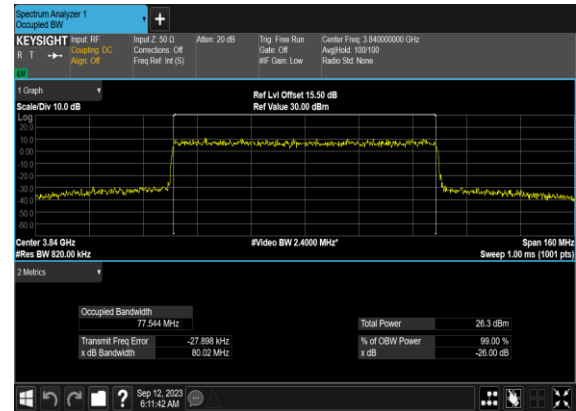 Spectrum Analyzer 1
Occupied BW
+
KEYSIGHT Input: RF Input Z: 50 Ω Atten: 20 dB Trig: Free Run Center Freq: 3.840000000 GHz
R T Coupling: DC Corrections: Off Gate: Off Avg|Hold: 100/100
Align: Off Freq Ref: Int (S) #IF Gain: Low Radio Std: None
1 Graph Ref Lvl Offset 15.50 dB
Scale/Div 10.0 dB Ref Value 30.00 dBm
Log
20.0
10.0
0.00
-10.0
-20.0
-30.0
-40.0
-50.0
-60.0
Center 3.84 GHz #Video BW 2.4000 MHz* Span 160 MHz
#Res BW 820.00 kHz Sweep 1.00 ms (1001 pts)
2 Metrics
Occupied Bandwidth
77.544 MHz Total Power 26.3 dBm
Transmit Freq Error -27.898 kHz % of OBW Power 99.00 %
x dB Bandwidth 80.02 MHz x dB -26.00 dB
? Sep 12, 2023
6:11:42 AM